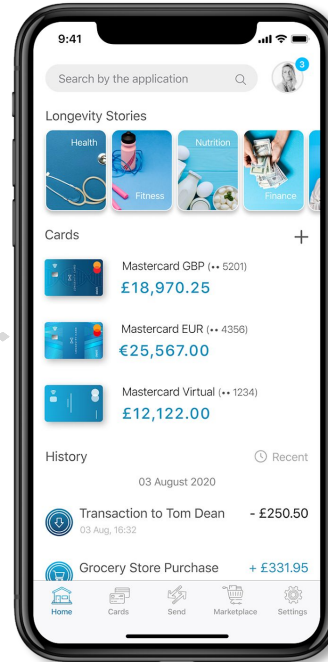 9:41
Search by the application
3
Longevity Stories
Health
Fitness
Nutrition
Finance
Cards
Mastercard GBP (•• 5201)
£18,970.25
Mastercard EUR (•• 4356)
€25,567.00
Mastercard Virtual (•• 1234)
£12,122.00
History
Recent
03 August 2020
Transaction to Tom Dean - £250.50
03 Aug, 16:32
Grocery Store Purchase + £331.95
Home Cards Send Marketplace Settings